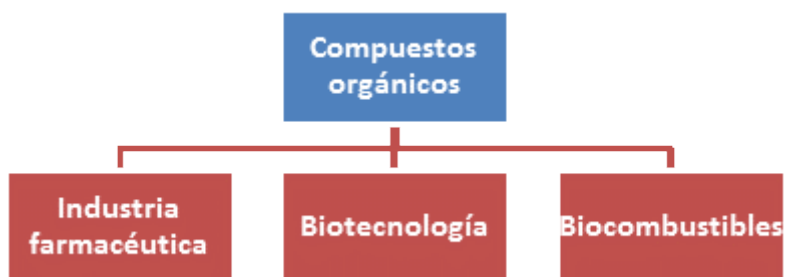 Compuestos
orgánicos
Industria
farmacéutica
Biotecnología
Biocombustibles